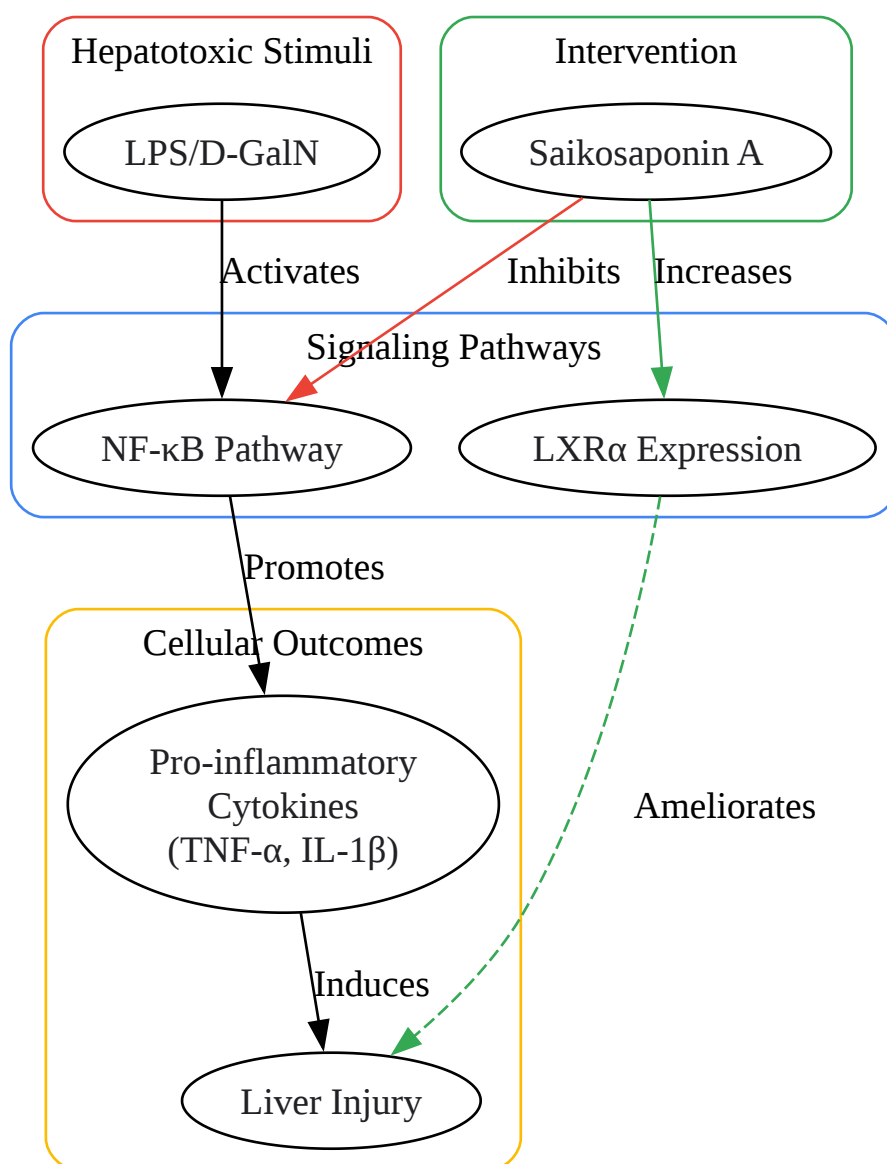 Hepatotoxic Stimuli
Intervention
LPS/D-GalN
Saikosaponin A
Activates
Inhibits
Increases
Signaling Pathways
NF-κB Pathway
LXRα Expression
Promotes
Cellular Outcomes
Pro-inflammatory
Cytokines
(TNF-α, IL-1β)
Ameliorates
Induces
Liver Injury